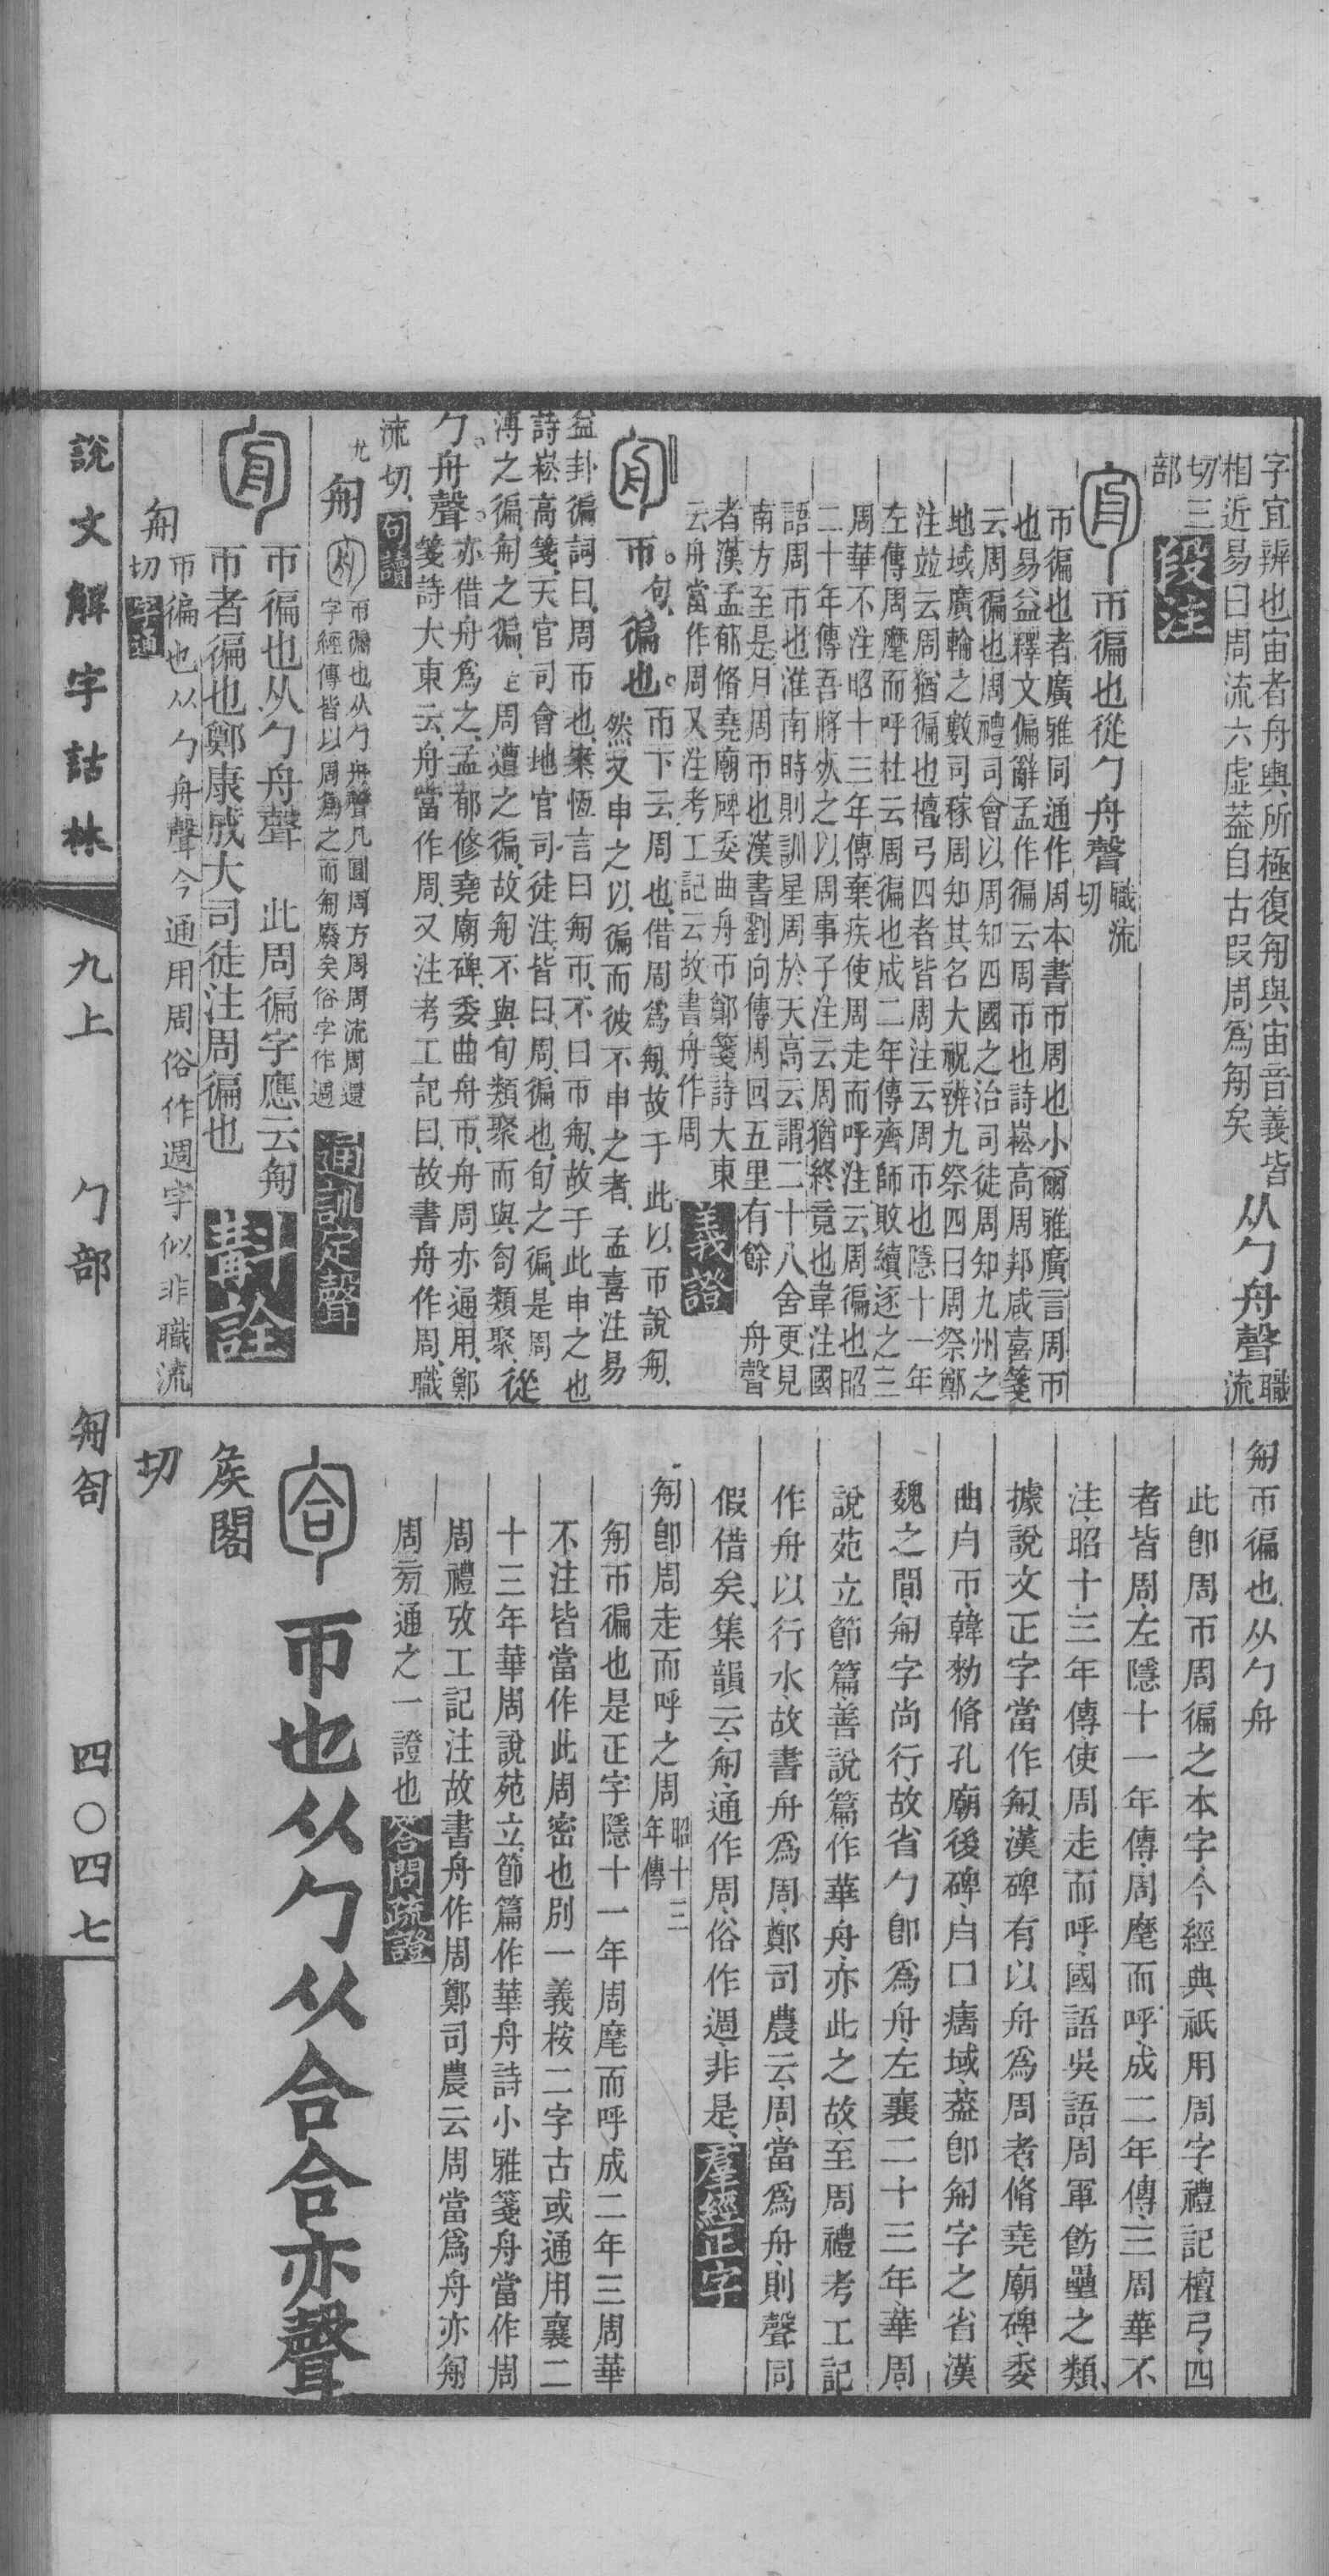 字宜辨也宙者舟輿所極復匊與宙音義皆
相近易曰周流六虛葢自古叚周爲匊矣
从勹舟聲
職流
切三
部
段注
帀徧也從勹舟聲
職流
切
帀徧也者廣雅同通作周本書帀周也小爾雅廣言周帀
也易益釋文偏辭孟作徧云周帀也詩崧高周邦咸喜箋
云周徧也周禮司會以周知四國之治司徒周知九州之
地域廣輪之數司稼周知其名大祝辨九祭四曰周祭鄭
注竝云周猶徧也檀弓四者皆周注云周帀也隱十一年
左傳周麾而呼杜云周徧也成二年傳齊師敗績逐之三
周華不注昭十三年傳蔡疾使周走而呼注云周徧也昭
二十年傳吾將死之以周事子注云周猶終竟也韋注國
語周帀也淮南時則訓星周於天高云謂二十八舍更見
南方至是月周帀也漢書劉向傳周回五里有餘 舟聲
者漢孟郁脩堯廟碑委曲舟帀鄭箋詩大東
云舟當作周又注考工記云故書舟作周
義證
帀句徧也
帀下云周也借周爲匊故于此以帀說匊
然又申之以徧而彼不申之者孟喜注易
益卦徧詞曰周帀也案恆言曰匊帀不曰帀匊故于此申之也
詩崧高箋天官司會地官司徒注皆曰周徧也旬之徧是周
溥之徧匊之徧是周遭之徧故匊不與旬類聚而與匌類聚
從
勹舟聲
亦借舟爲之孟郁修堯廟碑委曲舟帀舟周亦通用鄭
箋詩大東云舟當作周又注考工記曰故書舟作周職
流切
句讀
匊
帀徧也从勹舟聲凡圓周方周周流周還
字經傳皆以周爲之而匊廢矣俗字作週
通訓定聲
帀徧也从勹舟聲 此周徧字應云匊
帀者徧也鄭康成大司徒注周徧也
斠詮
匊
帀徧也从勹舟聲今通用周俗作週字似非職流
切
字通
匊帀徧也从勹舟
此卽周帀周徧之本字今經典祇用周字禮記檀弓四
者皆周左隱十一年傳周麾而呼成二年傳三周華不
注昭十三年傳使周走而呼國語吳語周軍飭壘之類
據說文正字當作匊漢碑有以舟爲周者脩堯廟碑委
曲舟帀韓勑脩孔廟後碑舟口㾗域葢卽匊字之省漢
魏之間匊字尚行故省勹卽爲舟左襄二十三年華周
說苑立節篇善說篇作華舟亦此之故至周禮考工記
作舟以行水故書舟爲周鄭司農云周當爲舟則聲同
假借矣集韻云匊通作周俗作週非是
羣經正字
匊卽周走而呼之周
昭十三
年傳
匊帀徧也是正字隱十一年周麾而呼成二年三周華
不注皆當作此周密也別一義按二字古或通用襄二
十三年華周說苑立節篇作華舟詩小雅箋舟當作周
周禮攷工記注故書舟作周鄭司農云周當爲舟亦匊
周㫄通之一證也
答問疏證
帀也从勹从合合亦聲
矦閤
切
說文解字詁林
九上 勹部 匊匌 四〇四七